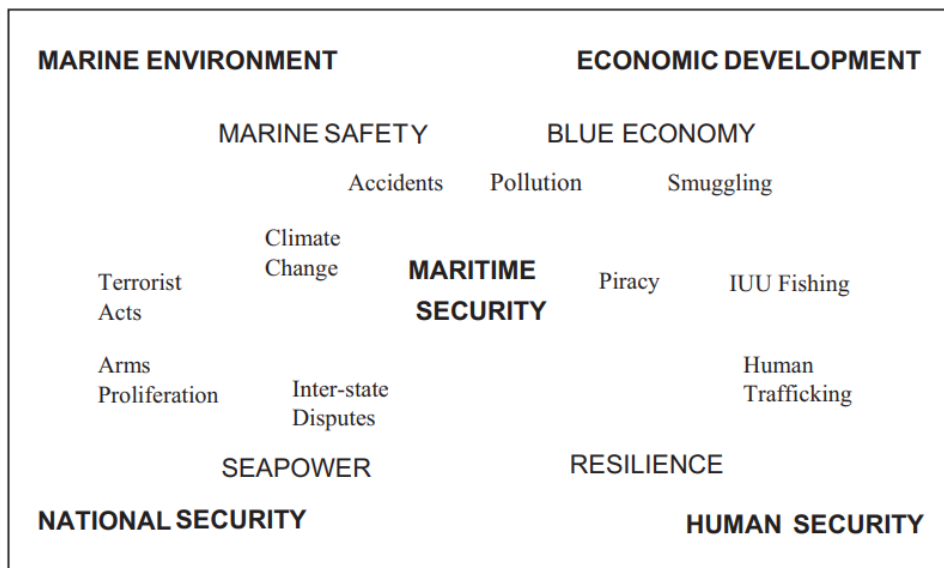 MARINE ENVIRONMENT
ECONOMIC DEVELOPMENT
MARINE SAFETY
BLUE ECONOMY
Accidents
Pollution
Smuggling
Climate
Change
MARITIME
SECURITY
Piracy
IUU Fishing
Terrorist
Acts
Arms
Proliferation
Inter-state
Disputes
Human
Trafficking
SEAPOWER
RESILIENCE
NATIONAL SECURITY
HUMAN SECURITY